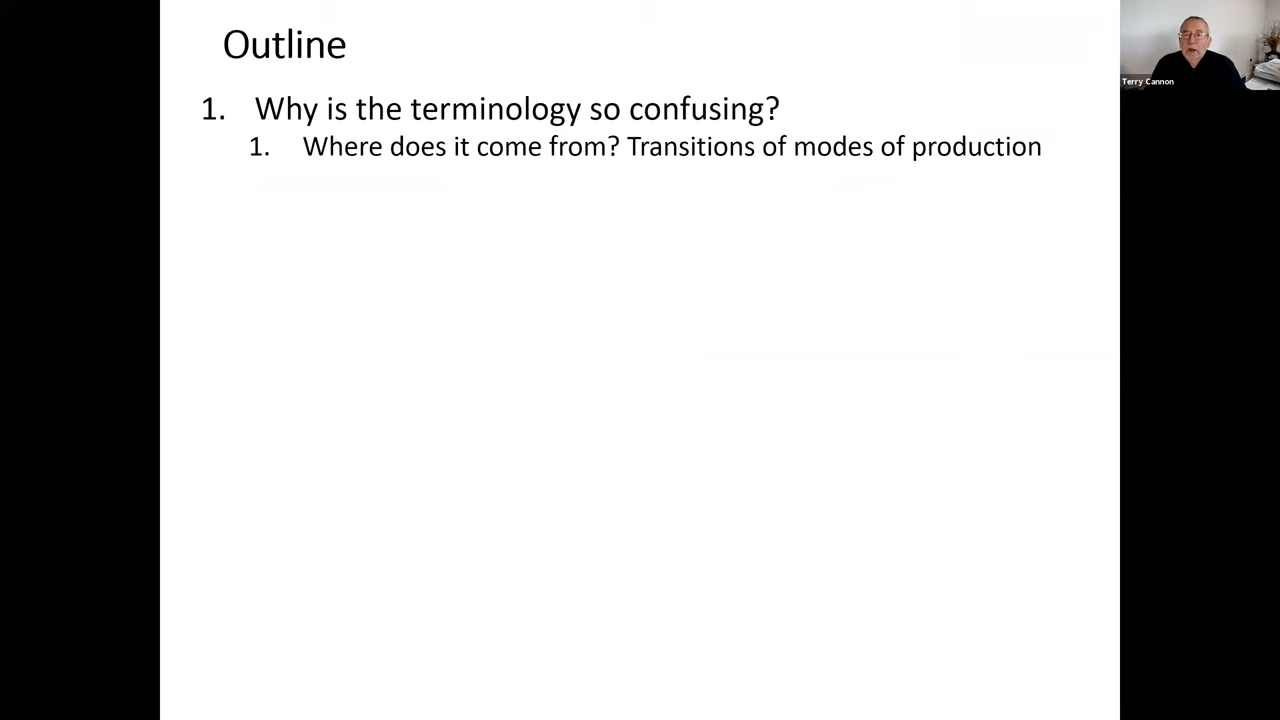 Outline
1. Why is the terminology so confusing?
1. Where does it come from? Transitions of modes of production
Terry Cannon